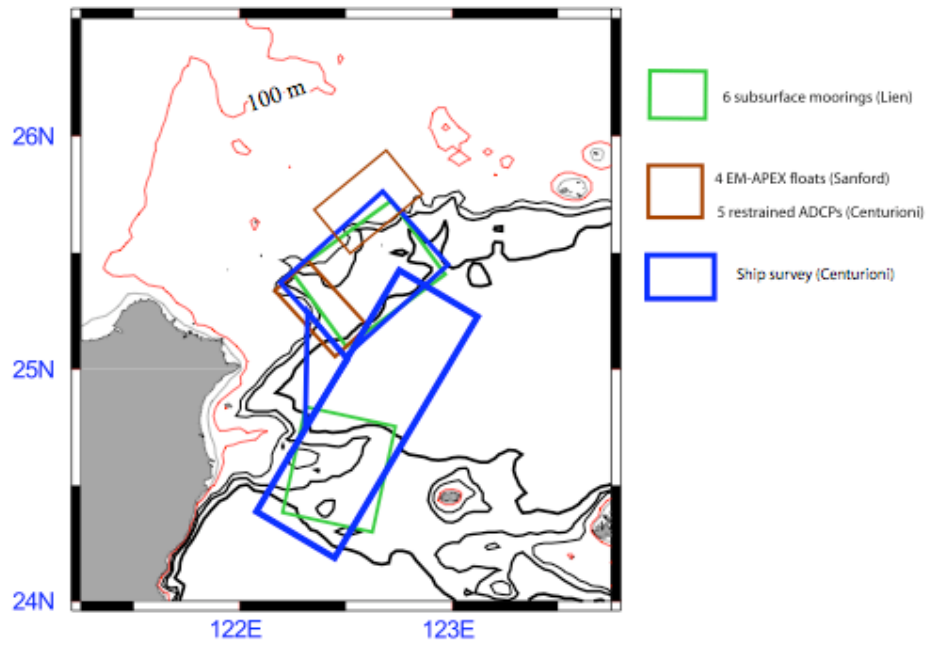 100 m
26N
25N
24N
122E
123E
6 subsurface moorings (Lien)
4 EM-APEX floats (Sanford)
5 restrained ADCPs (Centurioni)
Ship survey (Centurioni)